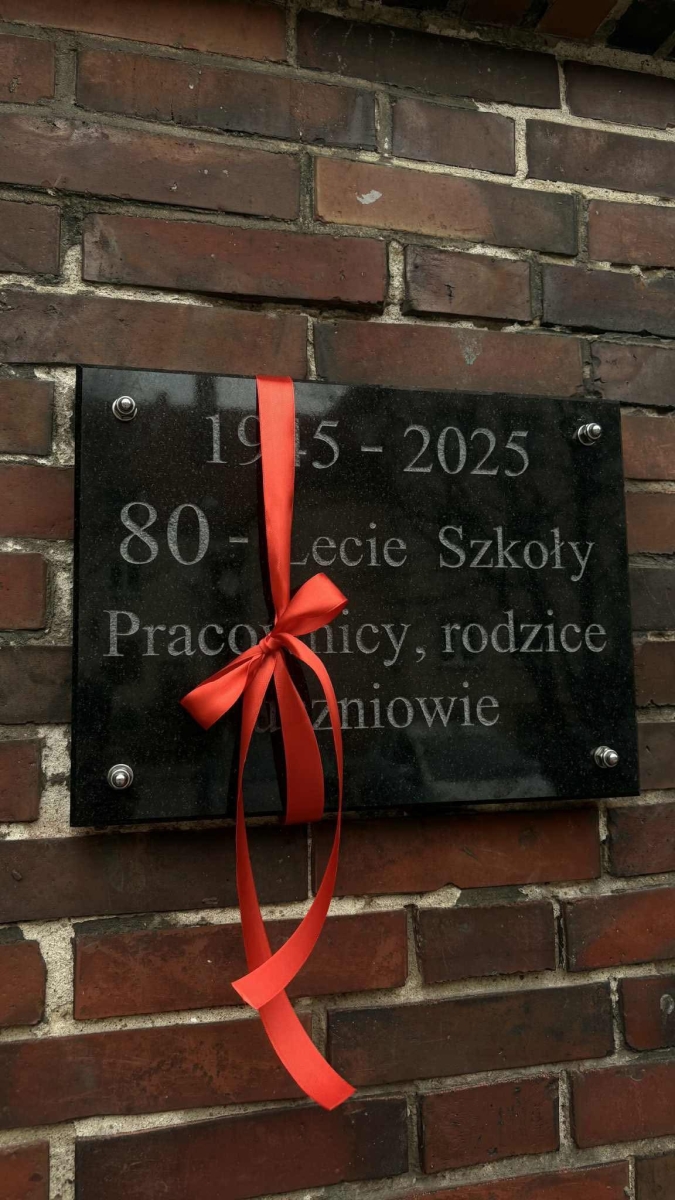 1945 - 2025
80 - Lecie Szkoły
Pracownicy, rodzice
uczniowie